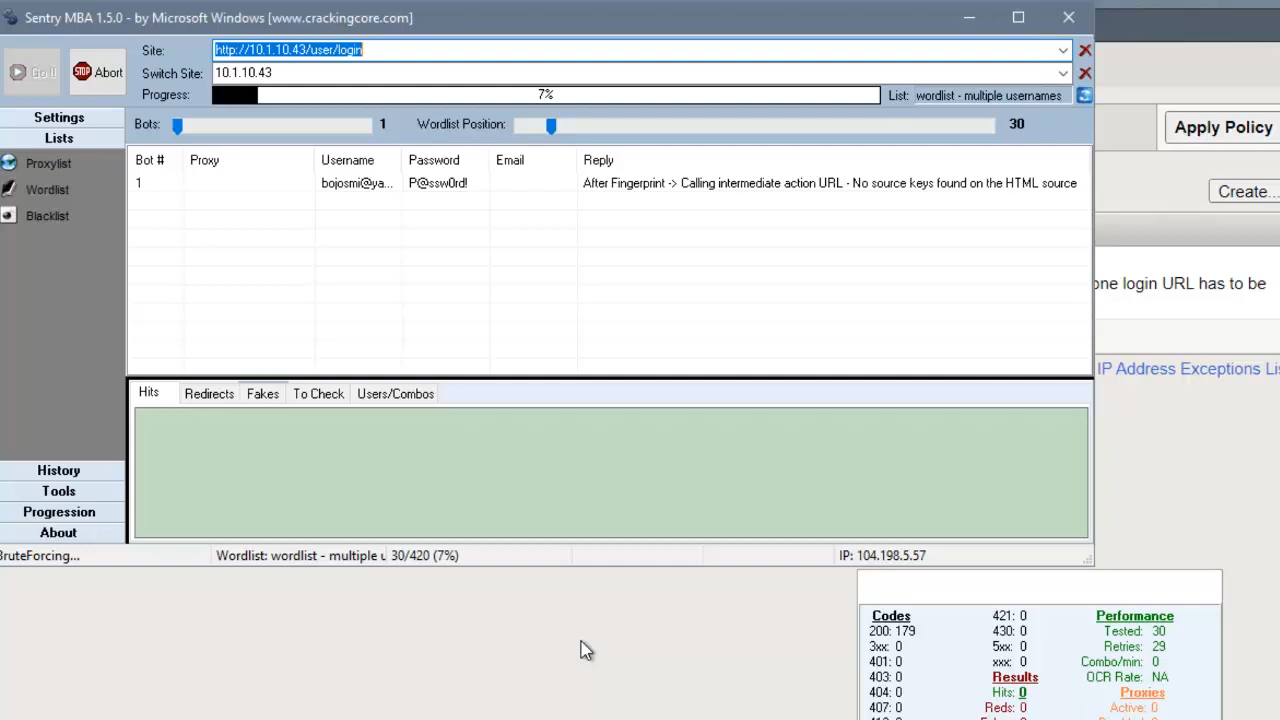 Sentry MBA 1.5.0 - by Microsoft Windows [www.crackingcore.com]
Go !!
Abort
Site: http://10.1.10.43/user/login
Switch Site: 10.1.10.43
Progress: 7% List: wordlist - multiple usernames
Bots: 1 Wordlist Position: 30
Settings
Lists
Proxylist
Wordlist
Blacklist
Bot # Proxy Username Password Email Reply
1 bojosmi@ya... P@ssw0rd! After Fingerprint -> Calling intermediate action URL - No source keys found on the HTML source
Hits Redirects Fakes To Check Users/Combos
History
Tools
Progression
About
BruteForcing... Wordlist: wordlist - multiple u 30/420 (7%) IP: 104.198.5.57
Apply Policy
Create...
one login URL has to be
IP Address Exceptions Lis
Codes 421: 0 Performance
200: 179 430: 0 Tested: 30
3xx: 0 5xx: 0 Retries: 29
401: 0 xxx: 0 Combo/min: 0
403: 0 Results OCR Rate: NA
404: 0 Hits: 0 Proxies
407: 0 Reds: 0 Active: 0